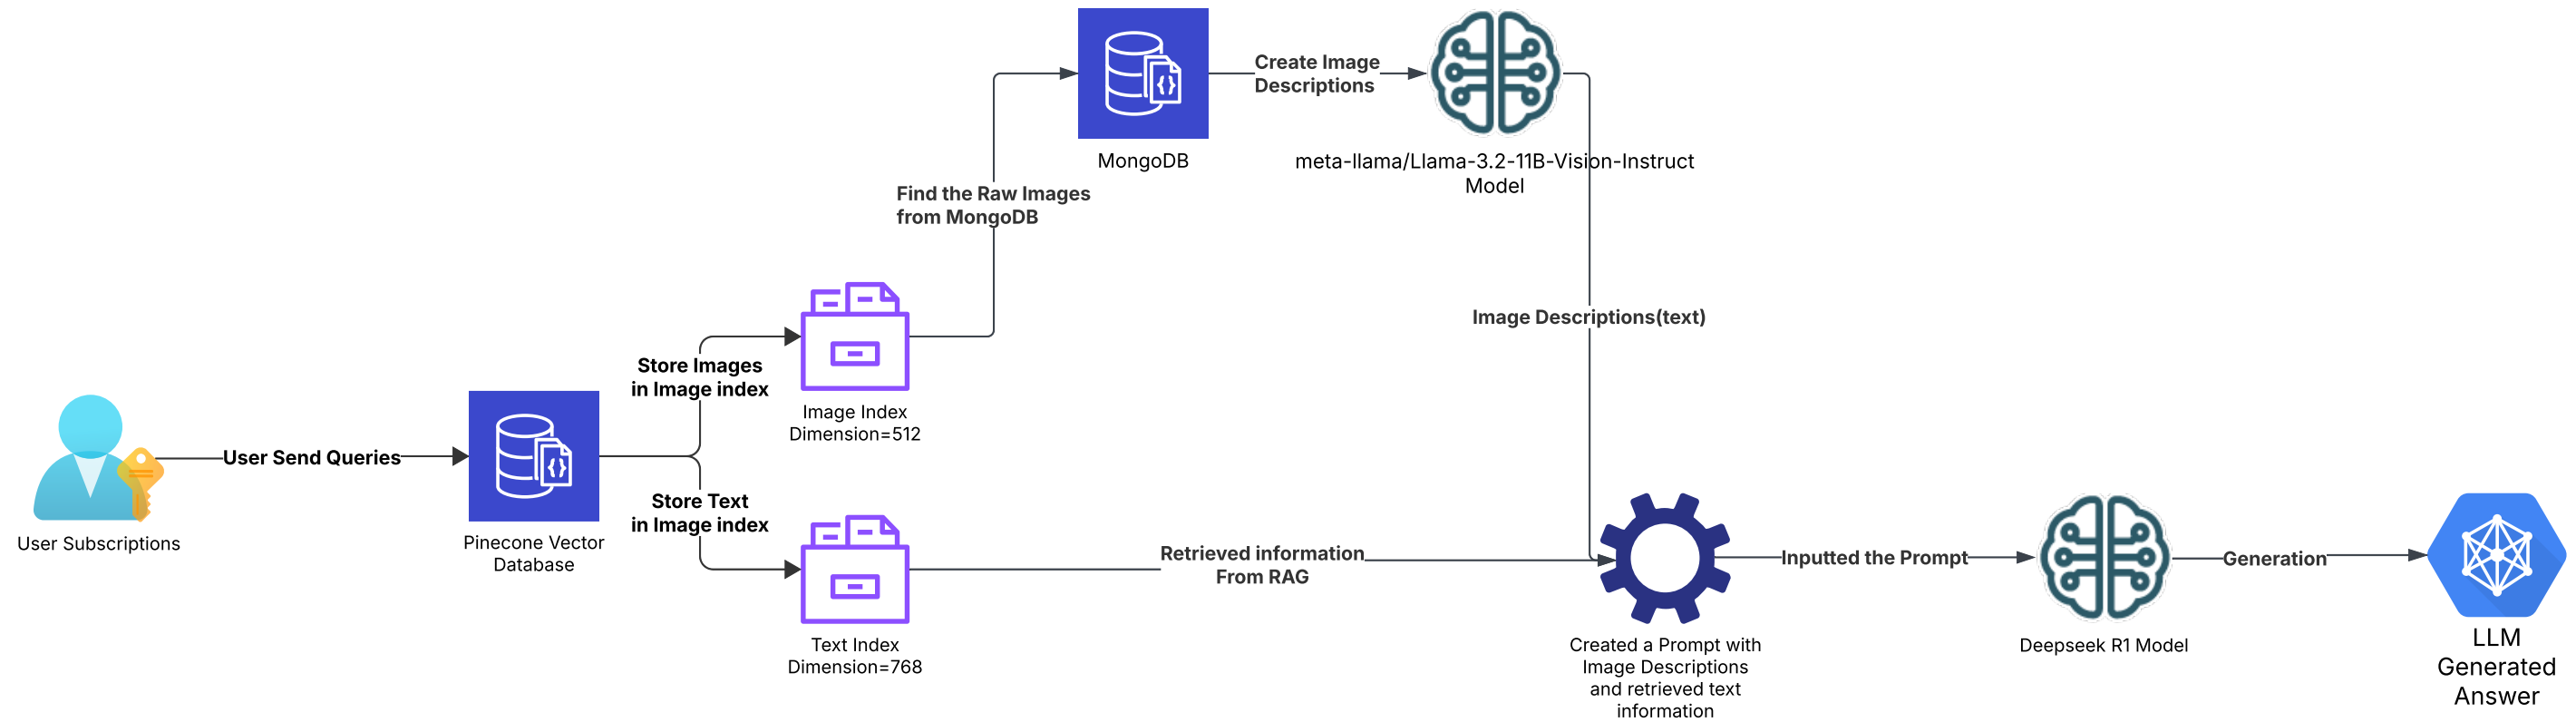 User Subscriptions
User Send Queries
Pinecone Vector
Database
Store Images
in Image index
Store Text
in Image index
Image Index
Dimension=512
Text Index
Dimension=768
Find the Raw Images
from MongoDB
MongoDB
Create Image
Descriptions
meta-llama/Llama-3.2-11B-Vision-Instruct
Model
Image Descriptions(text)
Retrieved information
From RAG
Created a Prompt with
Image Descriptions
and retrieved text
information
Inputted the Prompt
Deepseek R1 Model
Generation
LLM
Generated
Answer